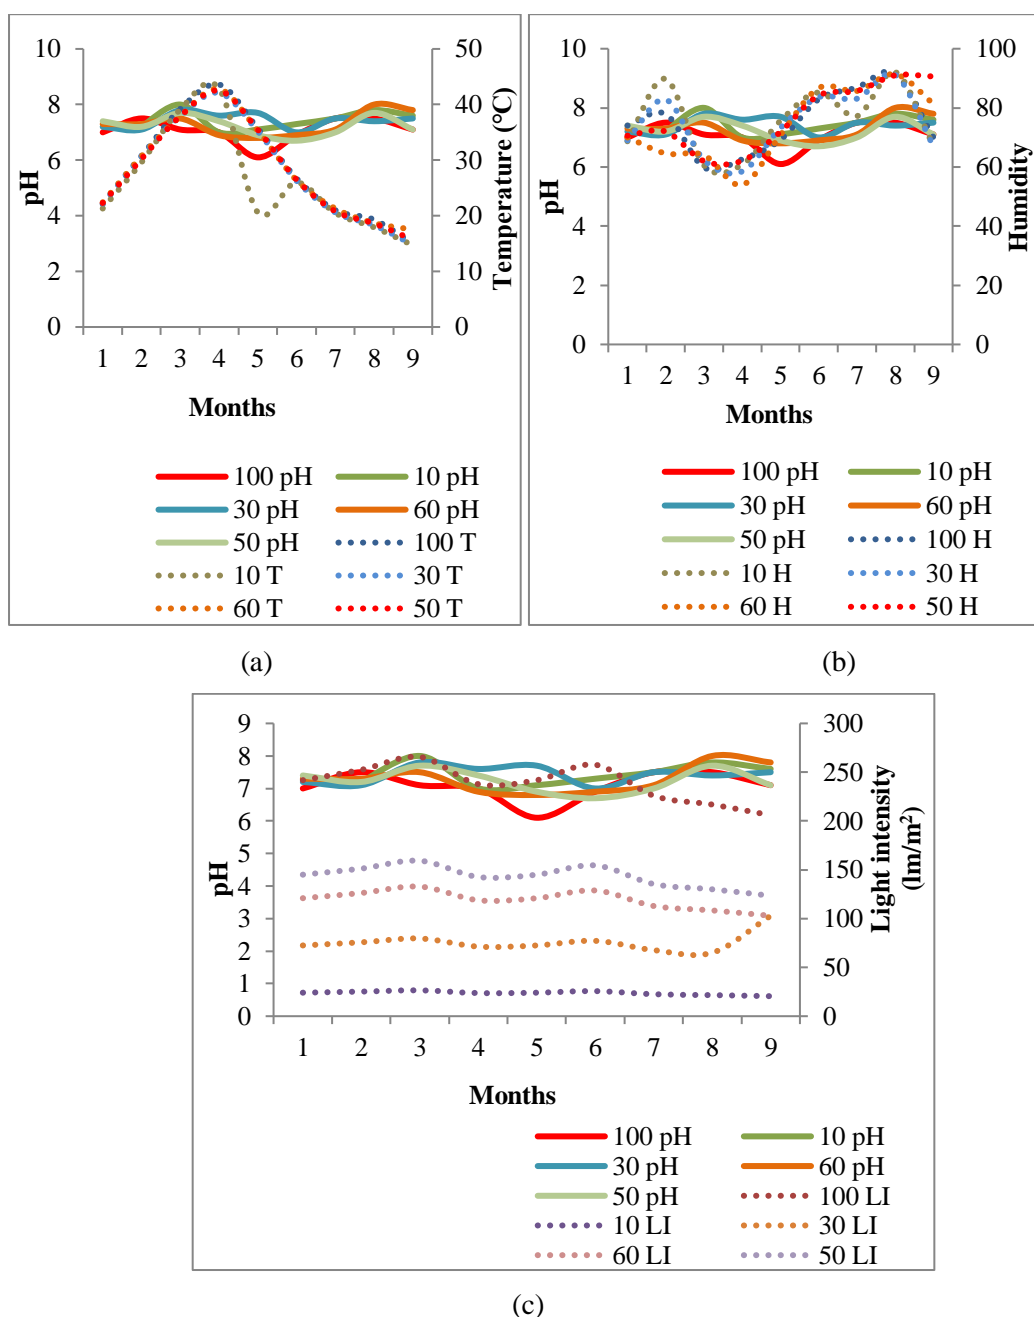 10
8
6
4
2
0
pH
50
40
30
20
10
0
Temperature (°C)
1 2 3 4 5 6 7 8 9
Months
100 pH 10 pH
30 pH 60 pH
50 pH 100 T
10 T 30 T
60 T 50 T
(a)
10
8
6
4
2
0
pH
100
80
60
40
20
0
Humidity
1 2 3 4 5 6 7 8 9
Months
100 pH 10 pH
30 pH 60 pH
50 pH 100 H
10 H 30 H
60 H 50 H
(b)
9
8
7
6
5
4
3
2
1
0
pH
300
250
200
150
100
50
0
Light intensity
(lm/m²)
1 2 3 4 5 6 7 8 9
Months
100 pH 10 pH
30 pH 60 pH
50 pH 100 LI
10 LI 30 LI
60 LI 50 LI
(c)